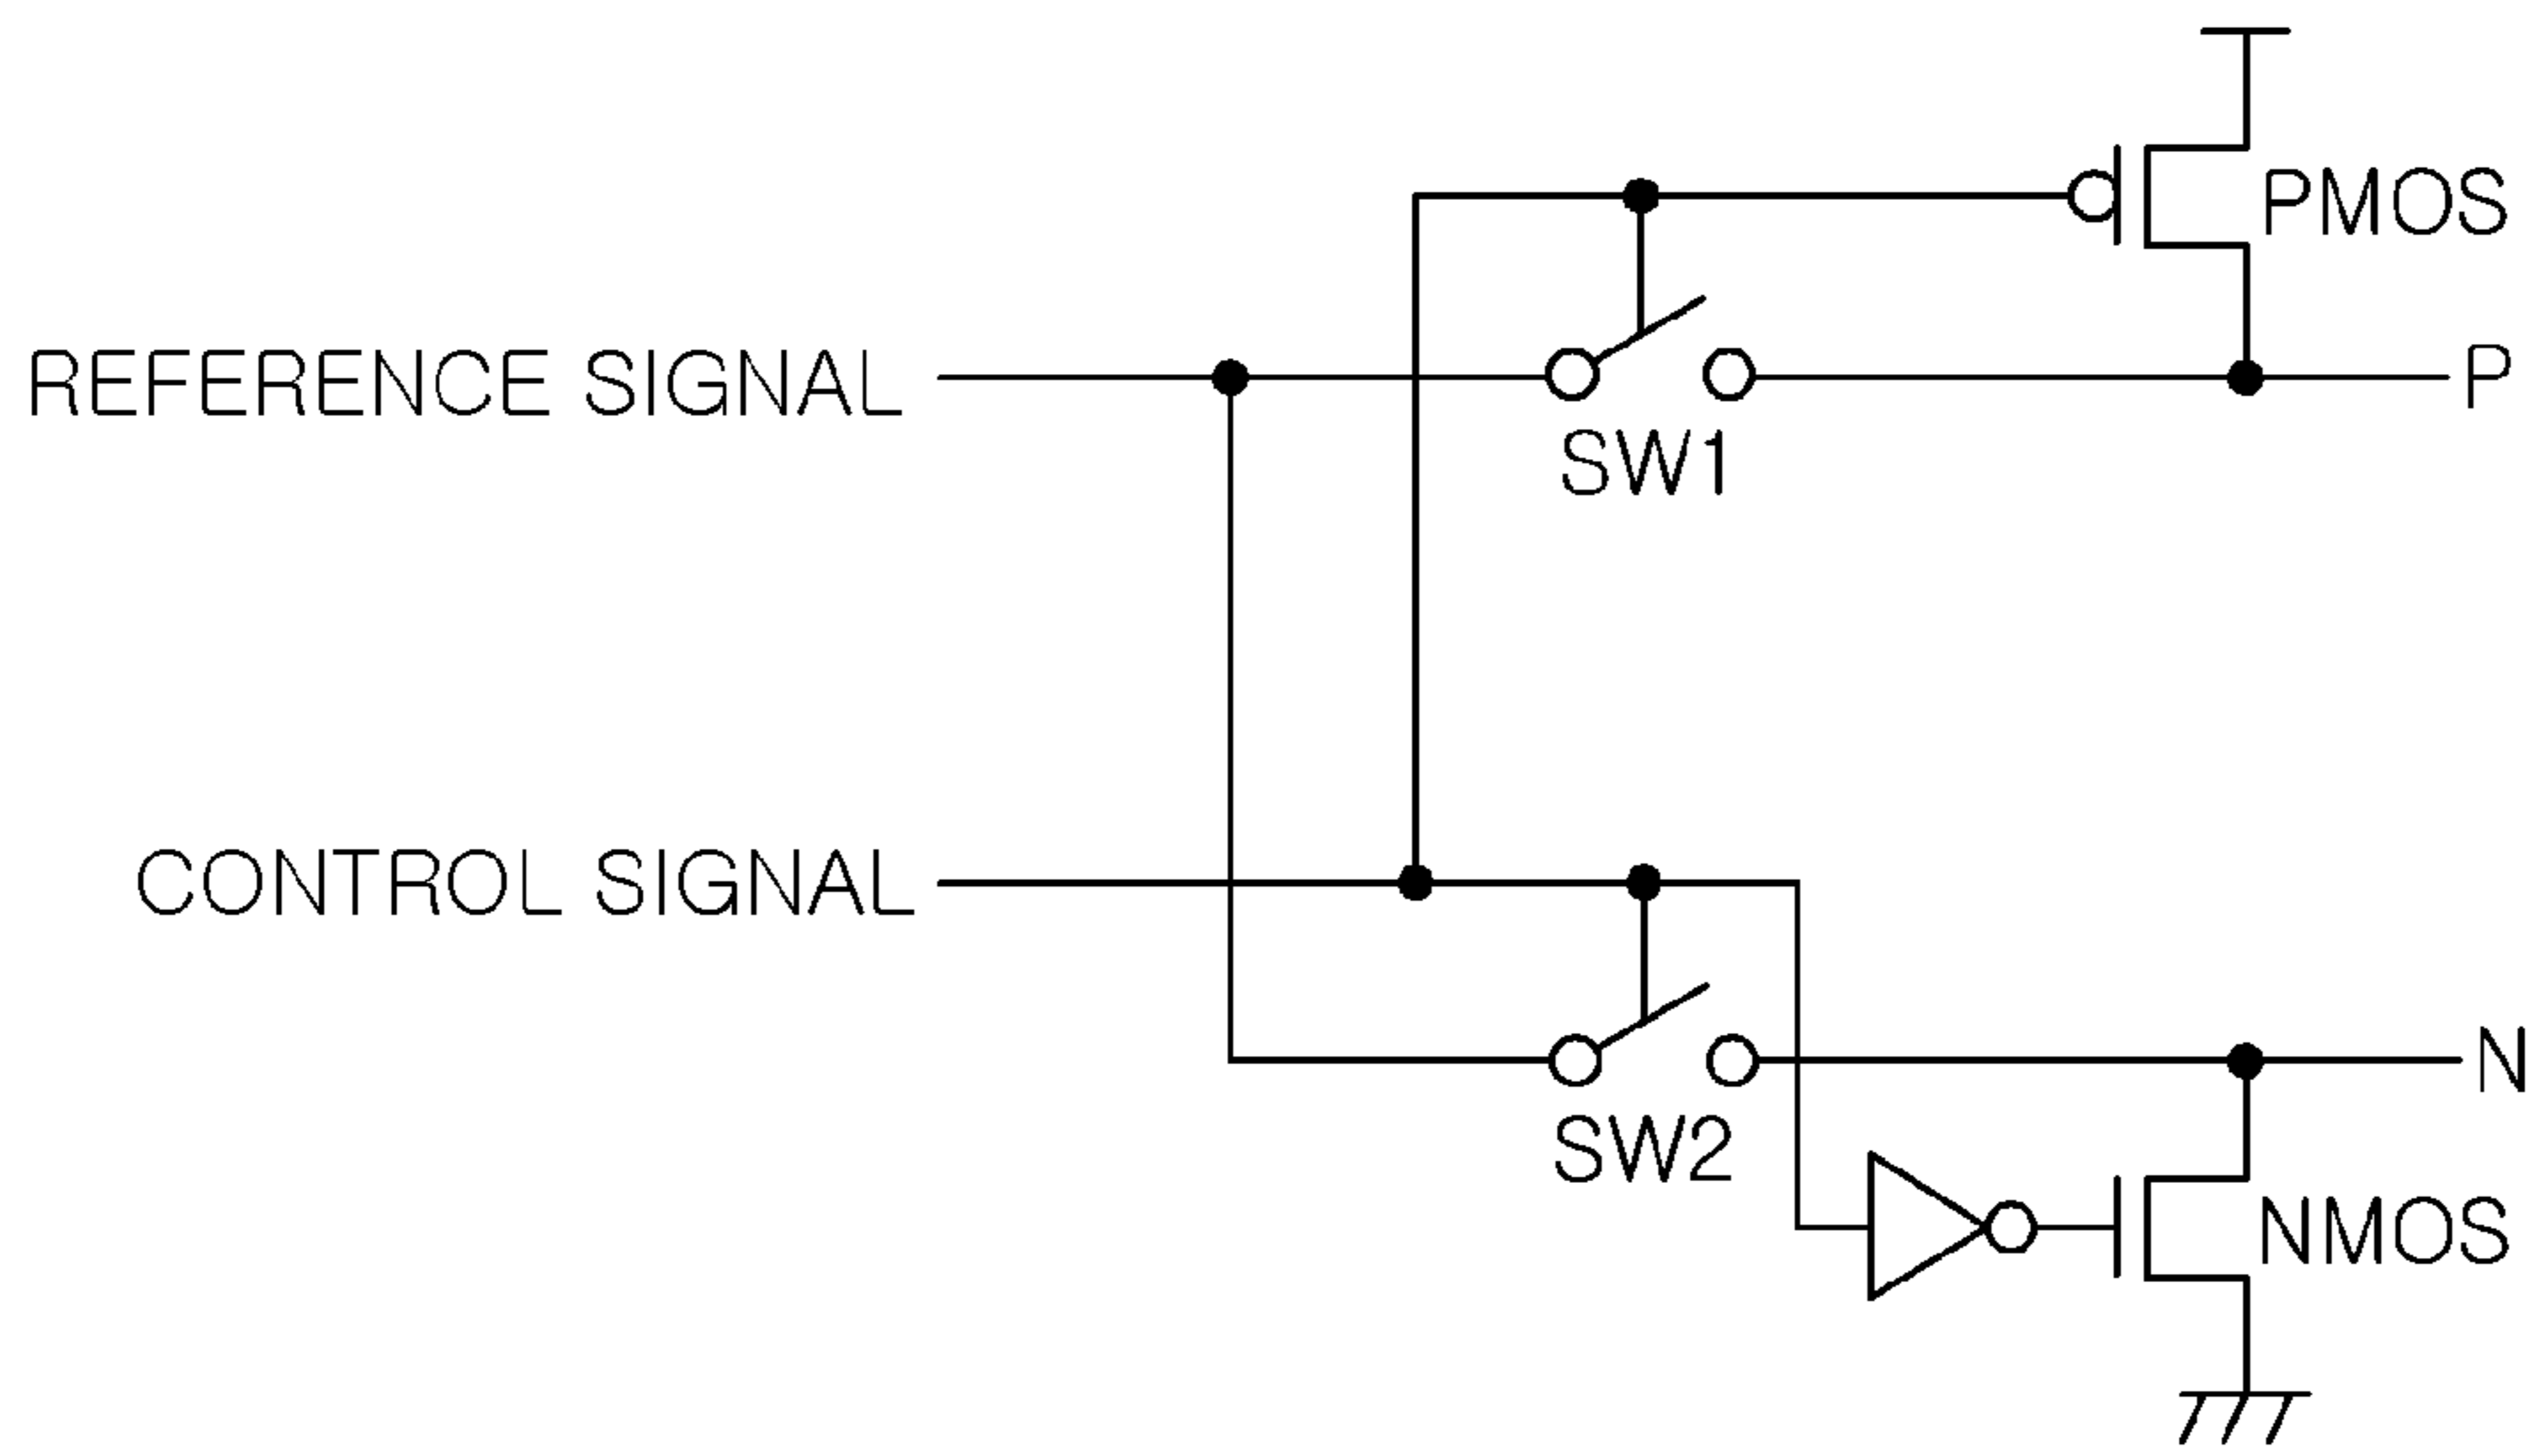 PMOS
REFERENCE SIGNAL
P
SW1
CONTROL SIGNAL
N
SW2
NMOS